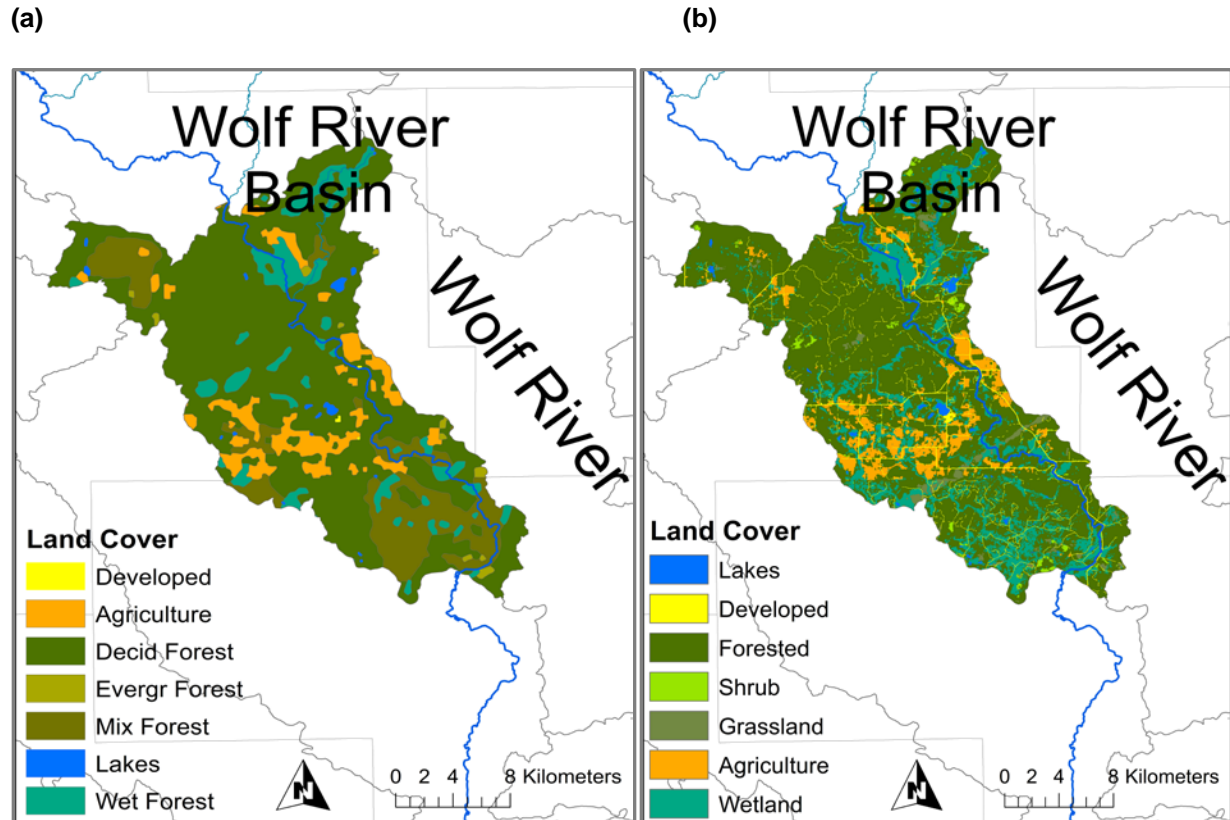 (a)
(b)
Wolf River
Basin
Wolf River
Land Cover
Developed
Agriculture
Decid Forest
Evergr Forest
Mix Forest
Lakes
Wet Forest
N
0 2 4 8 Kilometers
Wolf River
Basin
Wolf River
Land Cover
Lakes
Developed
Forested
Shrub
Grassland
Agriculture
Wetland
N
0 2 4 8 Kilometers